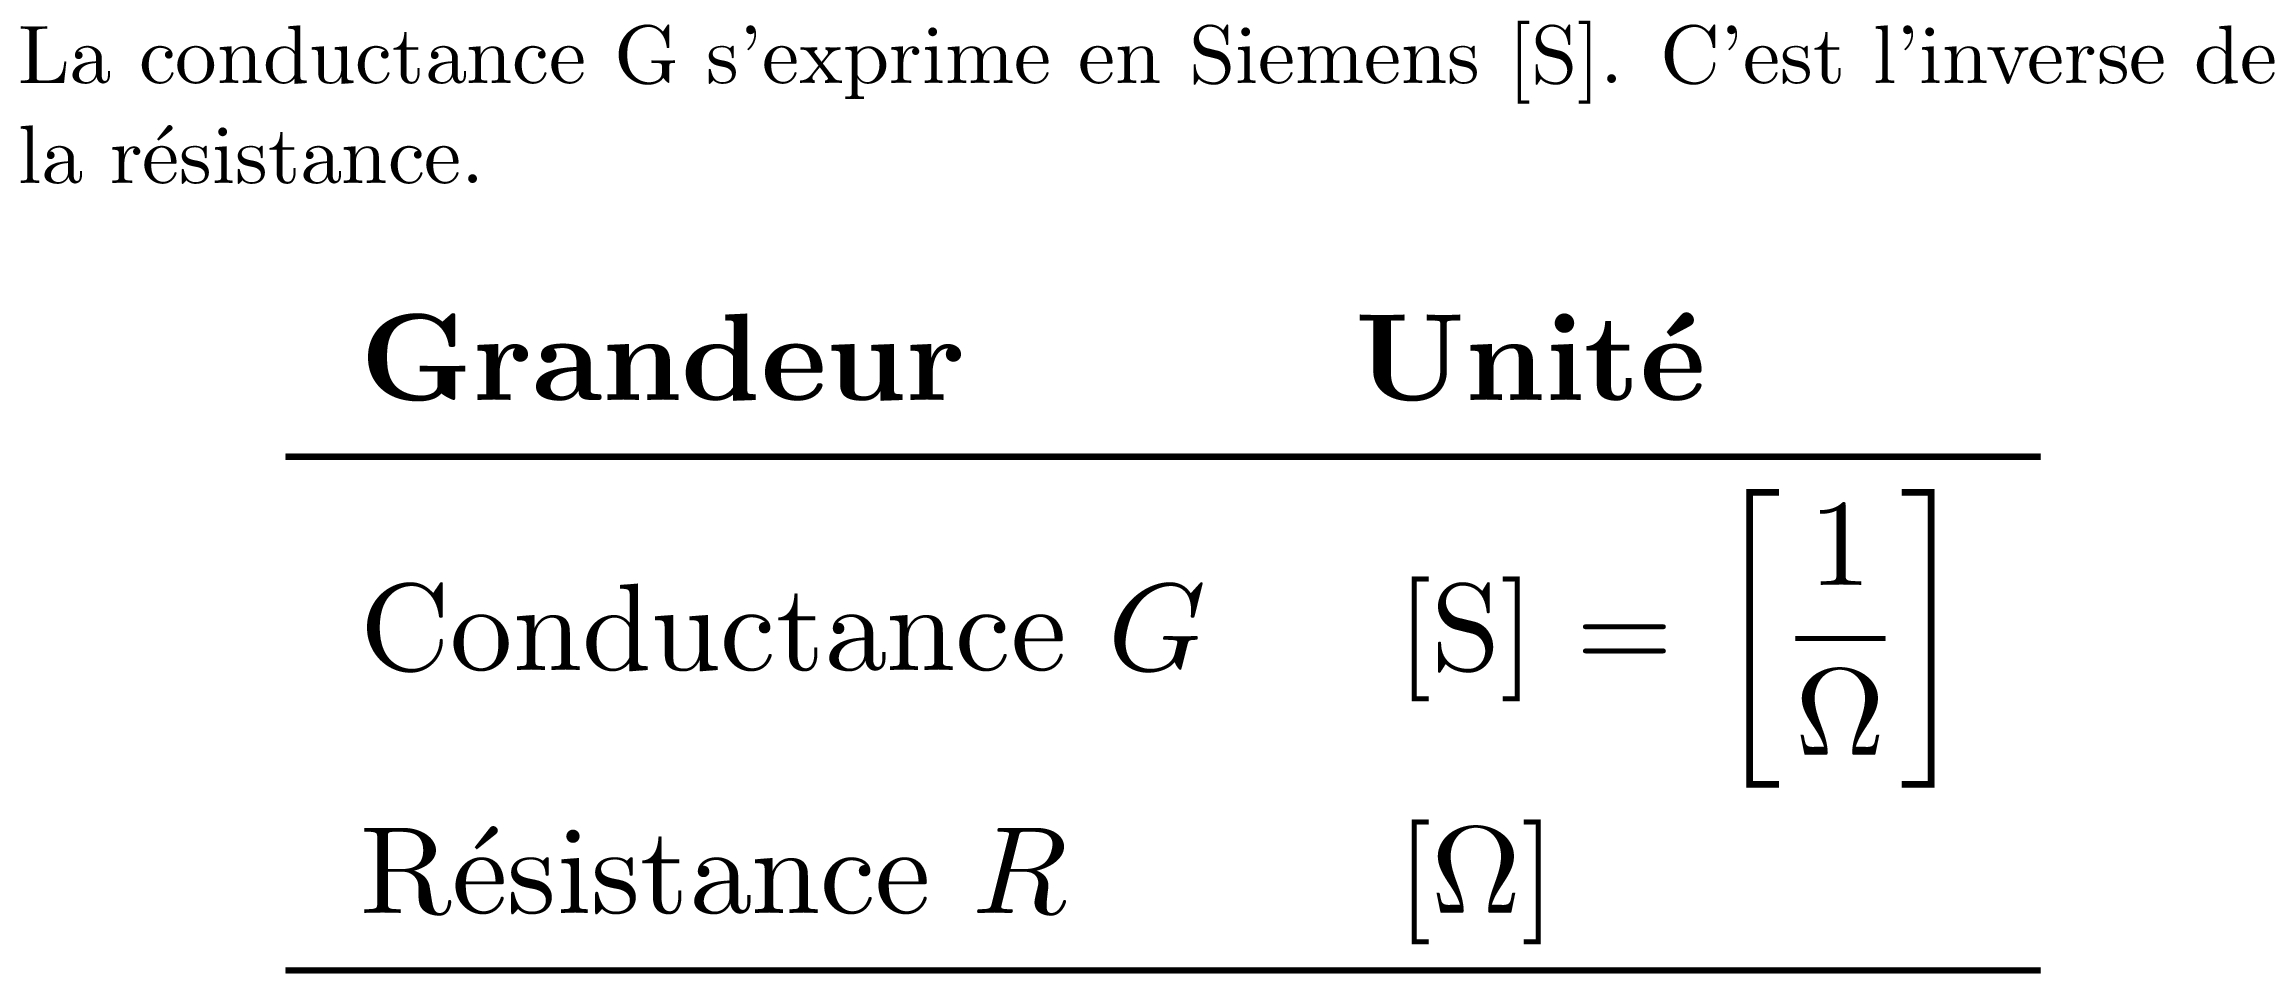 La conductance G s’exprime en Siemens [S]. C’est l’inverse de
la résistance.
Grandeur Unité
Conductance G [S] = [1/Ω]
Résistance R [Ω]